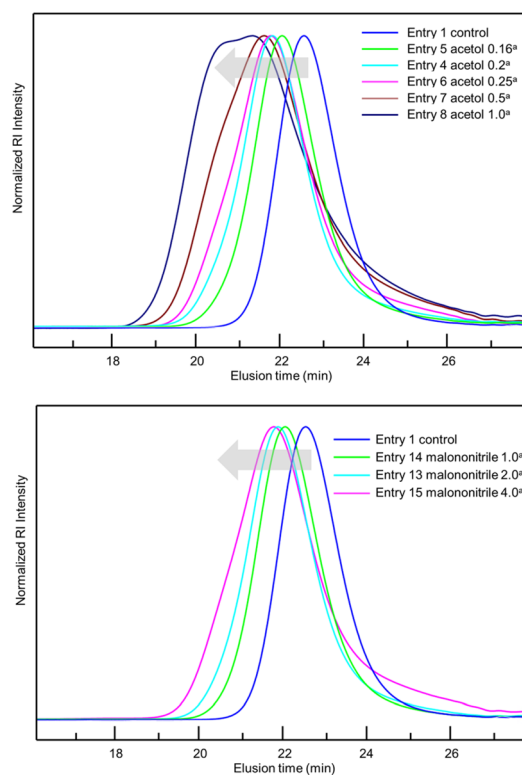 Entry 1 control
Entry 5 acetol 0.16ᵃ
Entry 4 acetol 0.2ᵃ
Entry 6 acetol 0.25ᵃ
Entry 7 acetol 0.5ᵃ
Entry 8 acetol 1.0ᵃ
Normalized RI Intensity
18 20 22 24 26
Elusion time (min)
Entry 1 control
Entry 14 malononitrile 1.0ᵃ
Entry 13 malononitrile 2.0ᵃ
Entry 15 malononitrile 4.0ᵃ
Normalized RI Intensity
18 20 22 24 26
Elusion time (min)